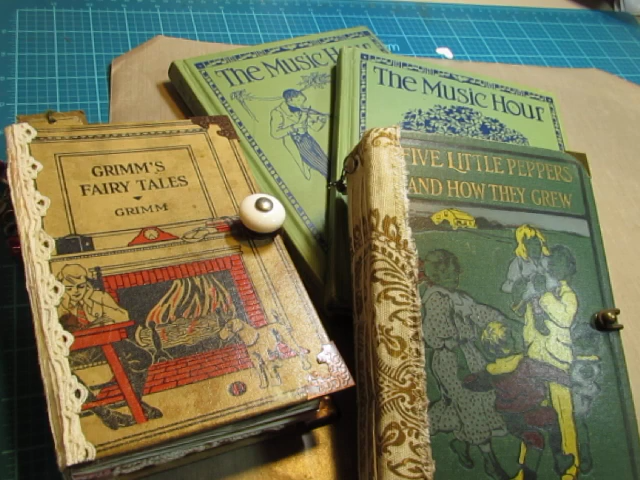 The Music Hour
The Music Hour
GRIMM'S
FAIRY TALES
GRIMM
FIVE LITTLE PEPPERS
AND HOW THEY GREW